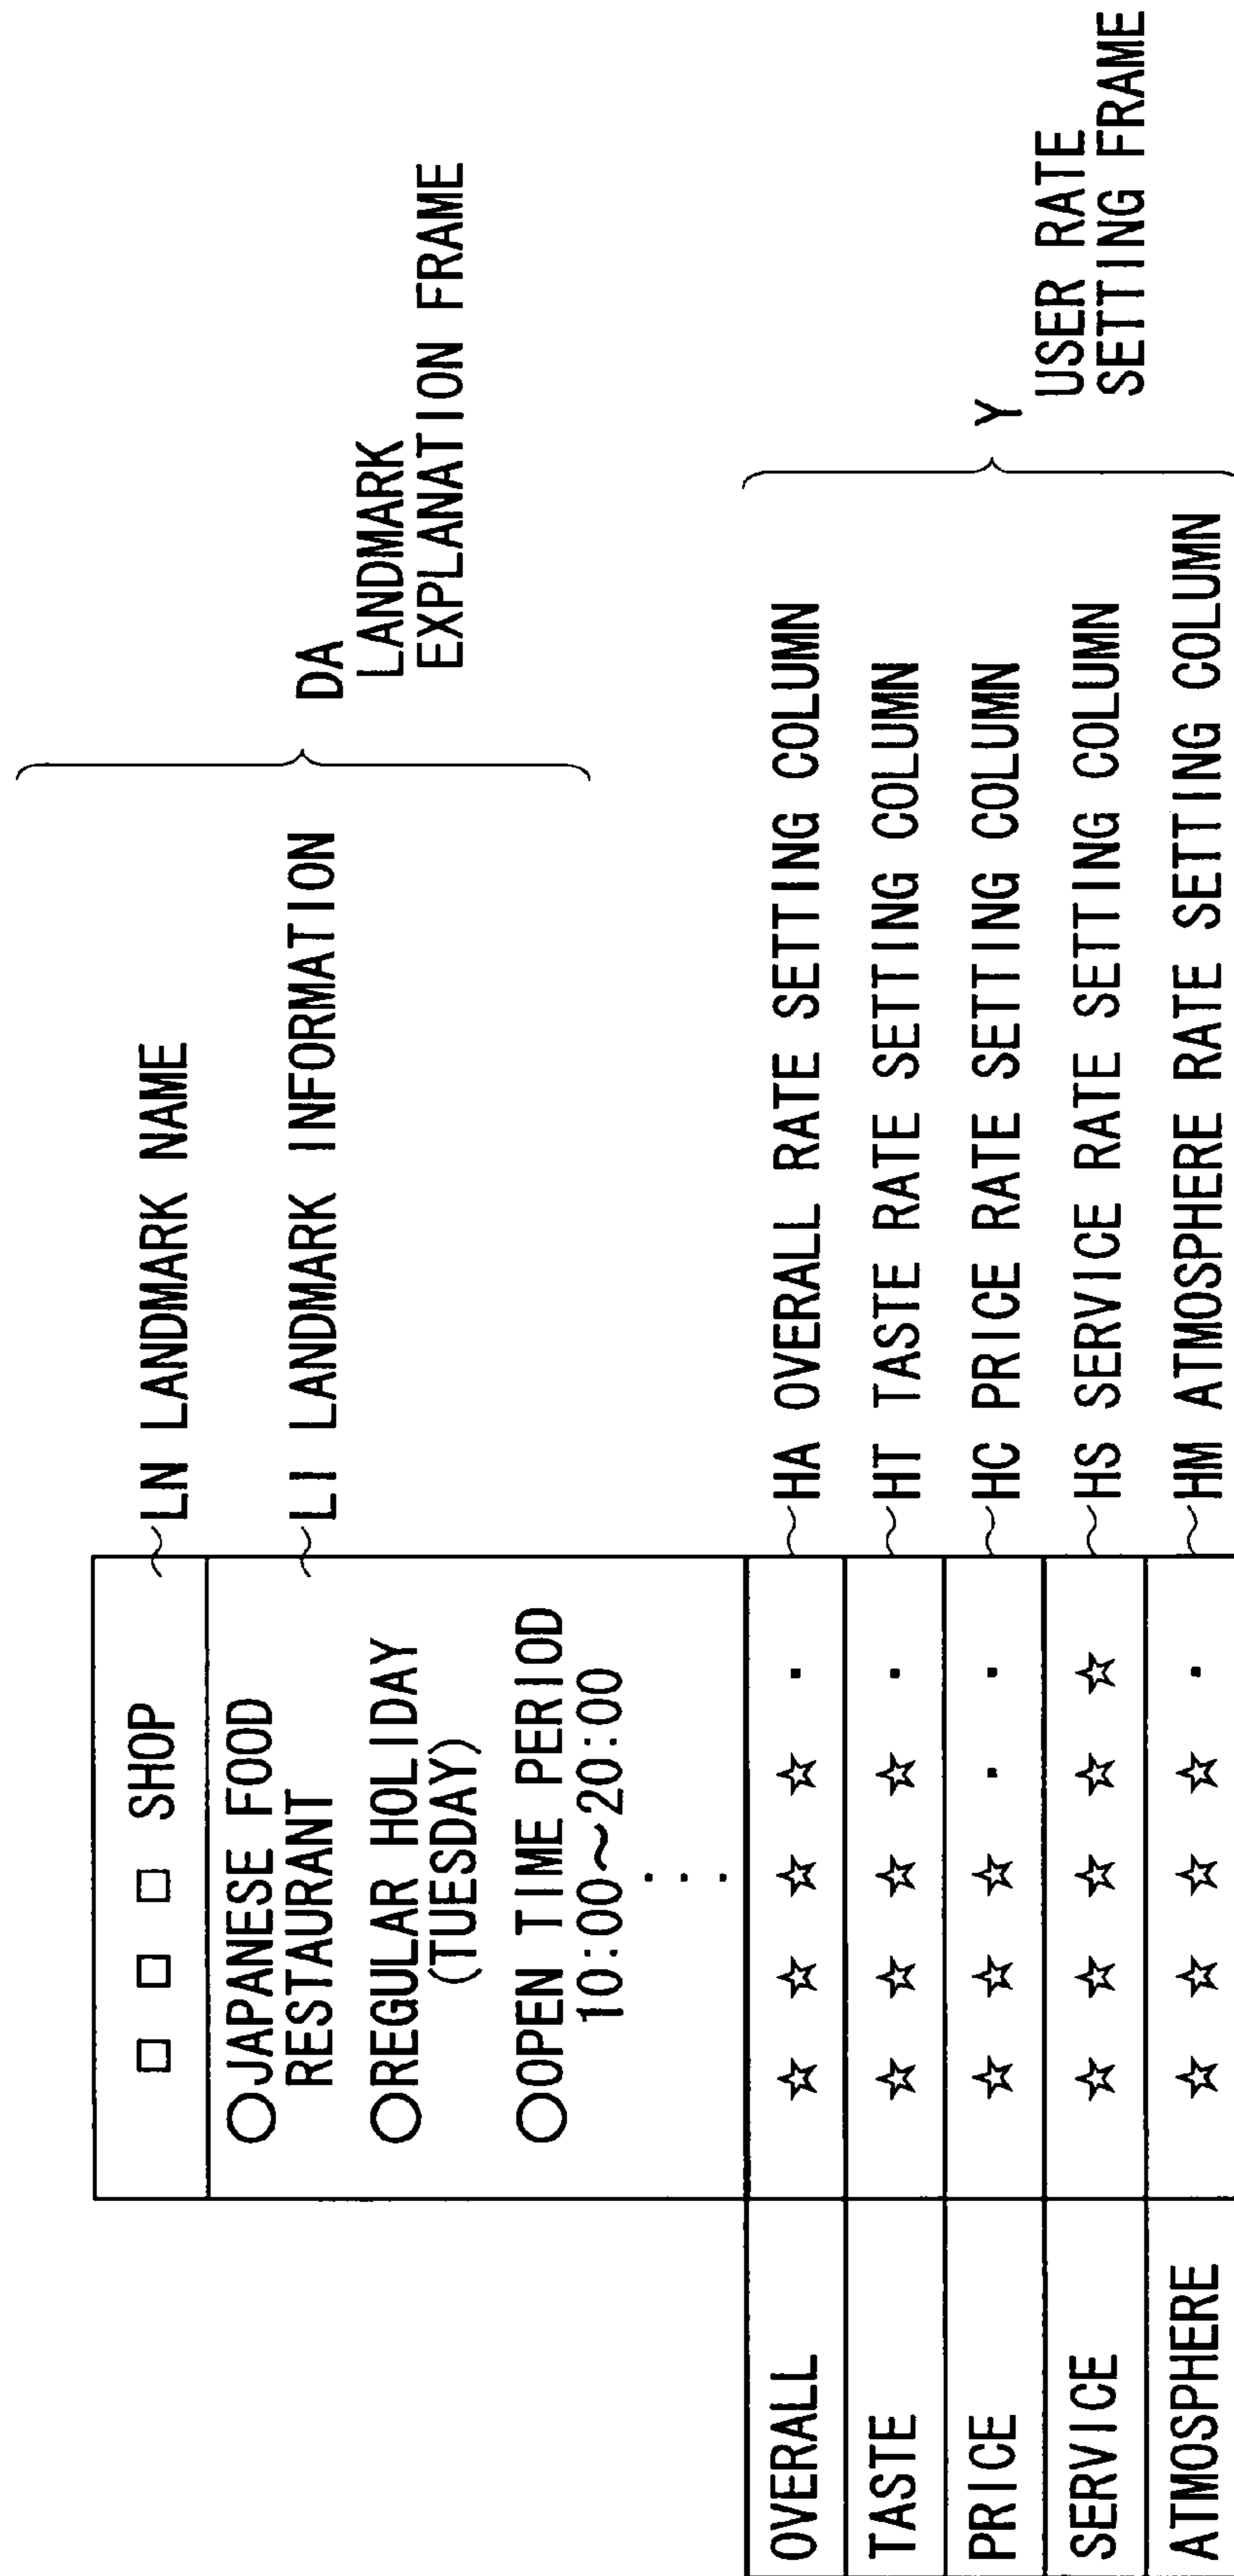 □ □ □ SHOP
LN LANDMARK NAME
○JAPANESE FOOD
RESTAURANT
○REGULAR HOLIDAY
(TUESDAY)
○OPEN TIME PERIOD
10:00~20:00
LI LANDMARK INFORMATION
DA
LANDMARK
EXPLANATION FRAME
OVERALL ☆ ☆ ☆ ☆ · HA OVERALL RATE SETTING COLUMN
TASTE ☆ ☆ ☆ ☆ · HT TASTE RATE SETTING COLUMN
PRICE ☆ ☆ ☆ · · HC PRICE RATE SETTING COLUMN
SERVICE ☆ ☆ ☆ ☆ ☆ HS SERVICE RATE SETTING COLUMN
ATMOSPHERE ☆ ☆ ☆ ☆ · HM ATMOSPHERE RATE SETTING COLUMN
Y
USER RATE
SETTING FRAME